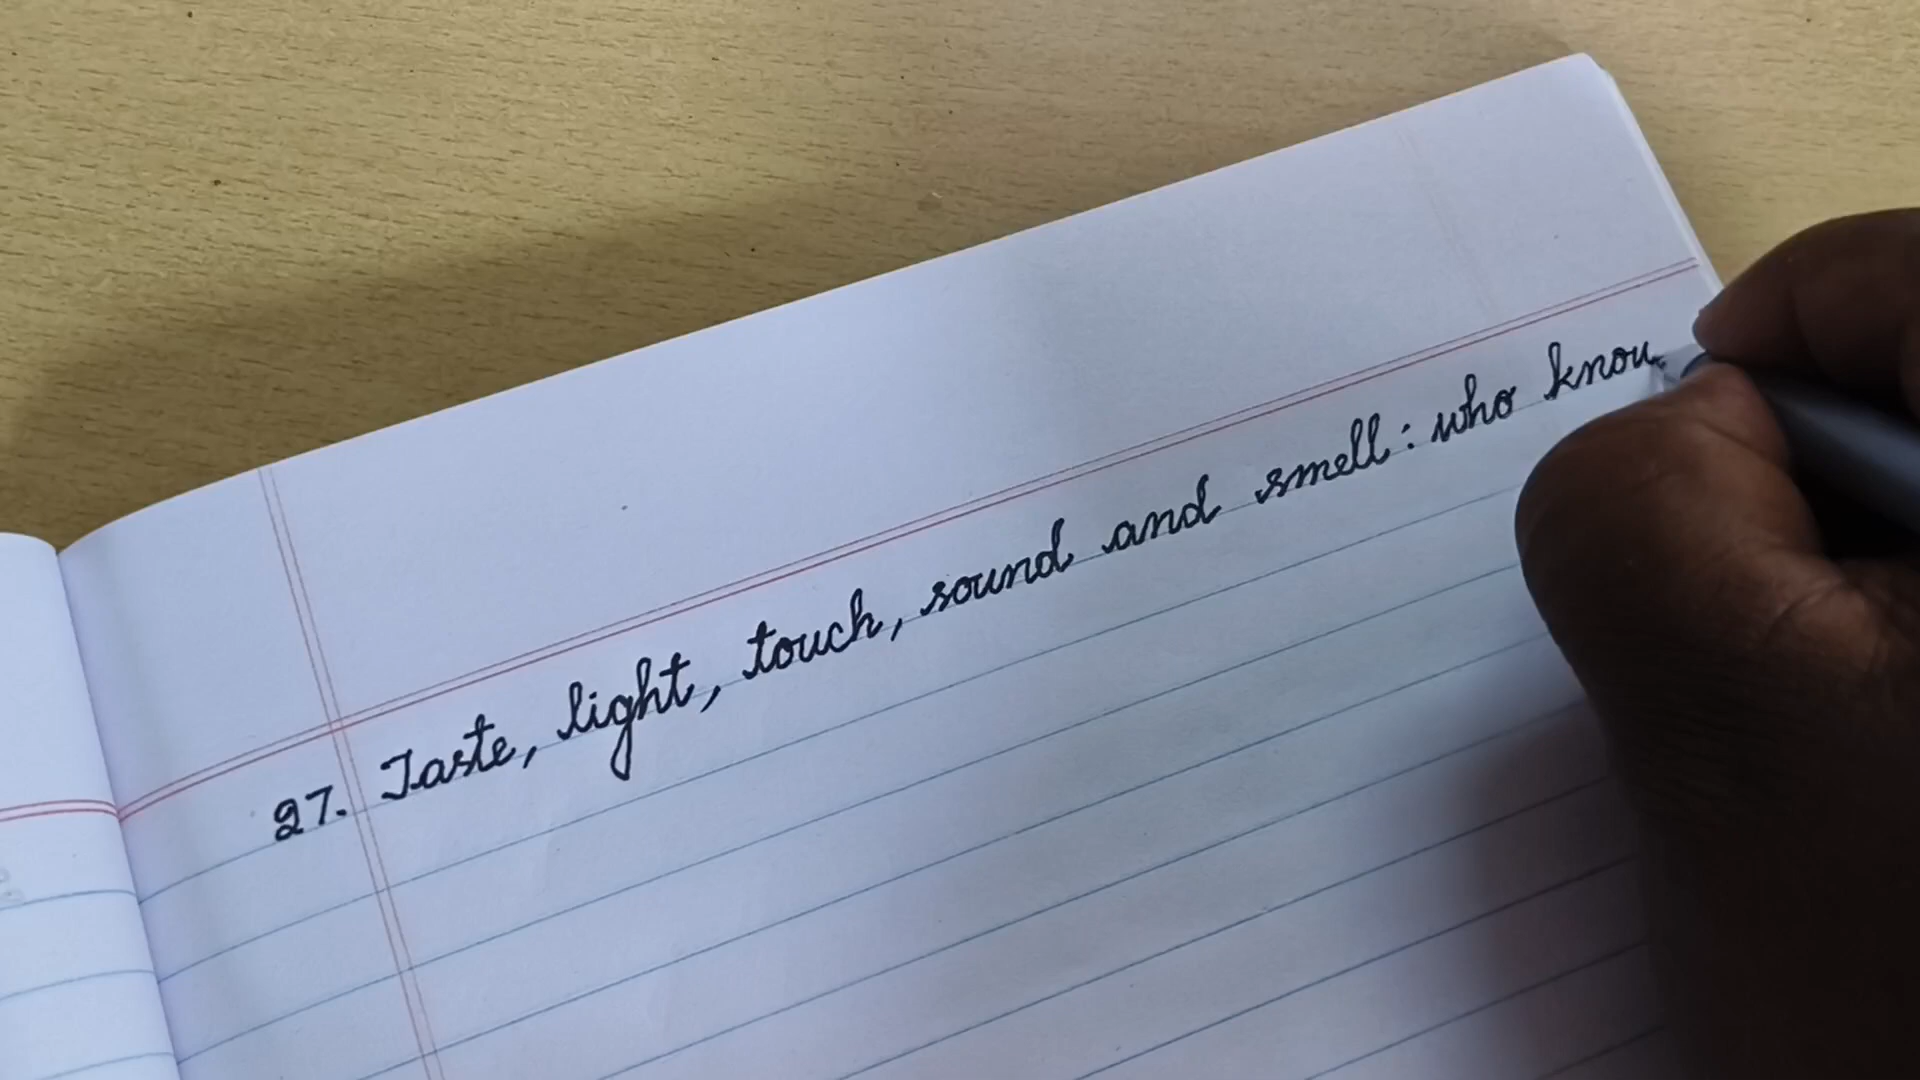 27. Taste, light, touch, sound and smell: who know